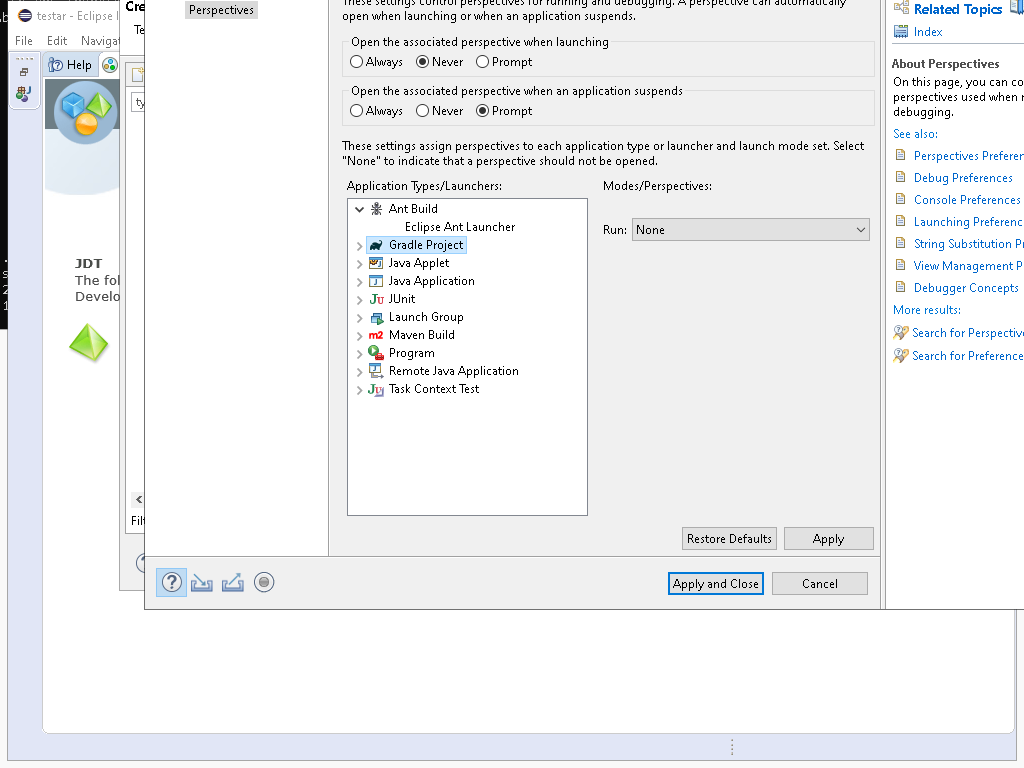 testar - Eclipse I
File Edit Navigat
Help
JDT
The fol
Develo
Cre
Te
ty
Filt
Perspectives
These settings control perspectives for running and debugging. A perspective can automatically
open when launching or when an application suspends.
Open the associated perspective when launching
Always Never Prompt
Open the associated perspective when an application suspends
Always Never Prompt
These settings assign perspectives to each application type or launcher and launch mode set. Select
"None" to indicate that a perspective should not be opened.
Application Types/Launchers:
Modes/Perspectives:
Ant Build
Eclipse Ant Launcher
Gradle Project
Java Applet
Java Application
JUnit
Launch Group
Maven Build
Program
Remote Java Application
Task Context Test
Run: None
Restore Defaults
Apply
Apply and Close
Cancel
Related Topics
Index
About Perspectives
On this page, you can co
perspectives used when r
debugging.
See also:
Perspectives Preferen
Debug Preferences
Console Preferences
Launching Preferenc
String Substitution Pr
View Management P
Debugger Concepts
More results:
Search for Perspective
Search for Preference